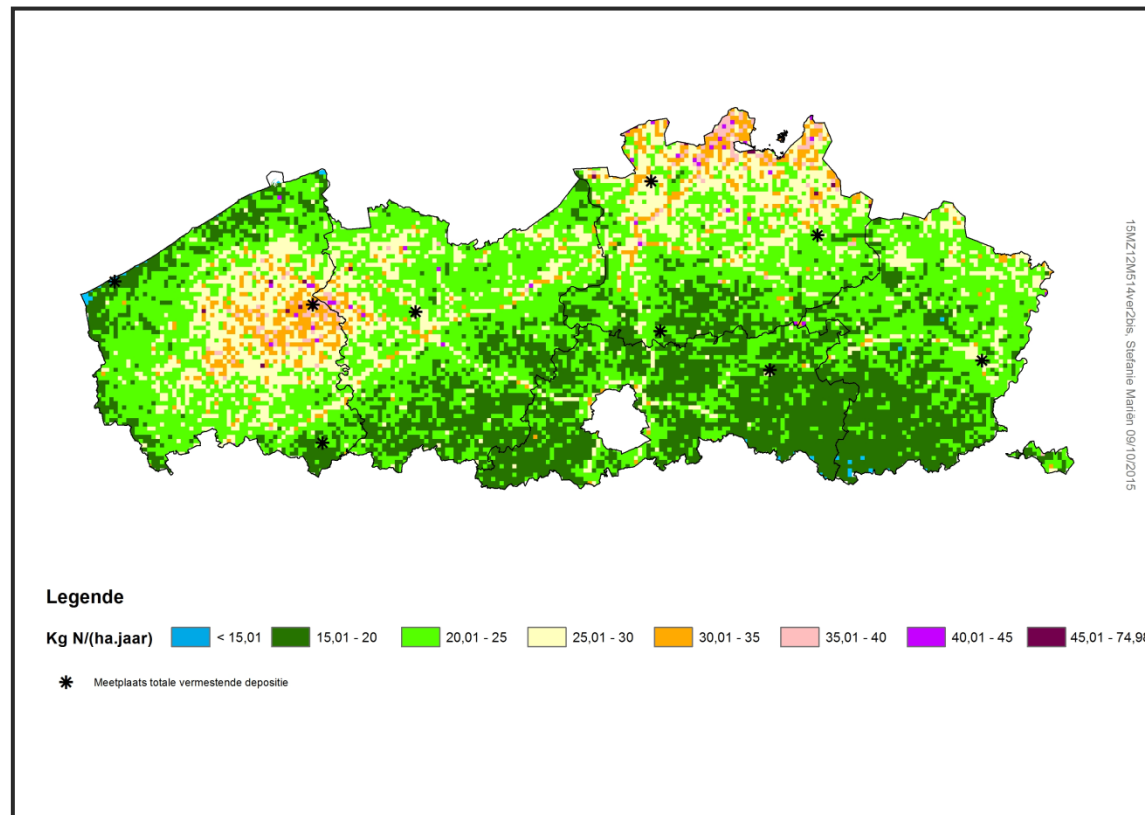 15MZ12M514ver2bis, Stefanie Mariën 09/10/2015
Legende
Kg N/(ha.jaar) < 15,01 15,01 - 20 20,01 - 25 25,01 - 30 30,01 - 35 35,01 - 40 40,01 - 45 45,01 - 74,98
Meetplaats totale vermestende depositie